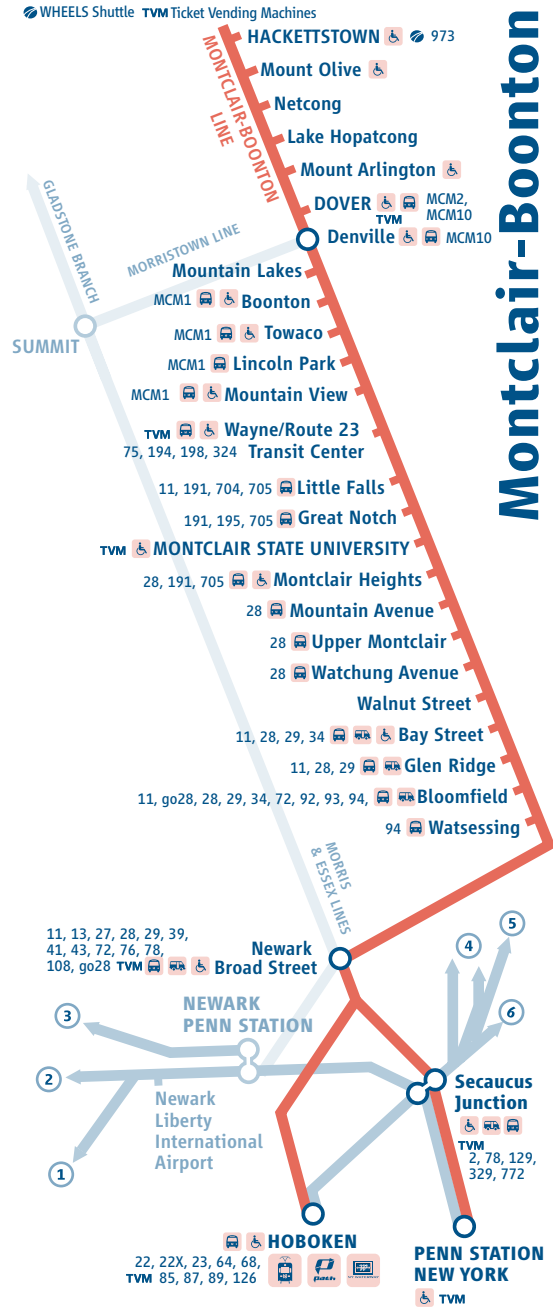 WHEELS Shuttle TVM Ticket Vending Machines
Montclair-Boonton
MONTCLAIR-BOONTON
LINE
HACKETTSTOWN 973
Mount Olive
Netcong
Lake Hopatcong
Mount Arlington
DOVER MCM2,
TVM MCM10
Denville MCM10
GLADSTONE BRANCH
MORRISTOWN LINE
SUMMIT
Mountain Lakes
MCM1 Boonton
MCM1 Towaco
MCM1 Lincoln Park
MCM1 Mountain View
TVM Wayne/Route 23
75, 194, 198, 324 Transit Center
11, 191, 704, 705 Little Falls
191, 195, 705 Great Notch
TVM MONTCLAIR STATE UNIVERSITY
28, 191, 705 Montclair Heights
28 Mountain Avenue
28 Upper Montclair
28 Watchung Avenue
Walnut Street
11, 28, 29, 34 Bay Street
11, 28, 29 Glen Ridge
11, go28, 28, 29, 34, 72, 92, 93, 94, Bloomfield
94 Watsessing
MORRIS
& ESSEX LINES
11, 13, 27, 28, 29, 39,
41, 43, 72, 76, 78,
108, go28 TVM
Newark
Broad Street
NEWARK
PENN STATION
3
2
1
4
5
6
Newark
Liberty
International
Airport
Secaucus
Junction
TVM
2, 78, 129,
329, 772
HOBOKEN
22, 22X, 23, 64, 68,
TVM 85, 87, 89, 126
path
PENN STATION
NEW YORK
TVM